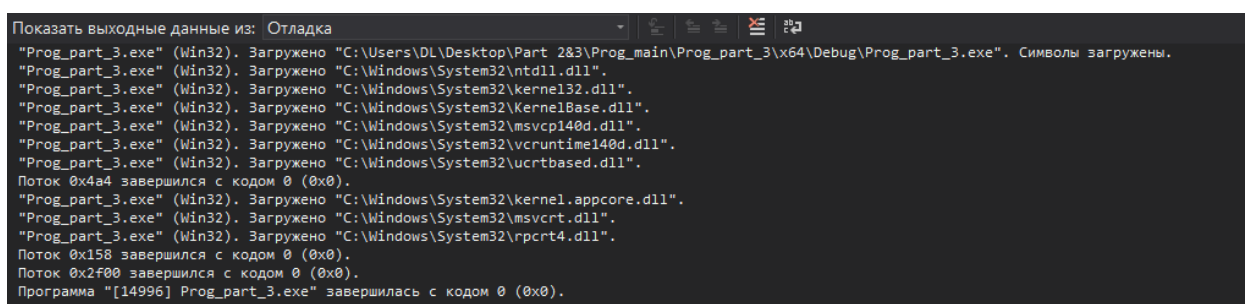 Показать выходные данные из: Отладка
"Prog_part_3.exe" (Win32). Загружено "C:\Users\DL\Desktop\Part 2&3\Prog_main\Prog_part_3\x64\Debug\Prog_part_3.exe". Символы загружены.
"Prog_part_3.exe" (Win32). Загружено "C:\Windows\System32\ntdll.dll".
"Prog_part_3.exe" (Win32). Загружено "C:\Windows\System32\kernel32.dll".
"Prog_part_3.exe" (Win32). Загружено "C:\Windows\System32\KernelBase.dll".
"Prog_part_3.exe" (Win32). Загружено "C:\Windows\System32\msvcp140d.dll".
"Prog_part_3.exe" (Win32). Загружено "C:\Windows\System32\vcruntime140d.dll".
"Prog_part_3.exe" (Win32). Загружено "C:\Windows\System32\ucrtbased.dll".
Поток 0x4a4 завершился с кодом 0 (0x0).
"Prog_part_3.exe" (Win32). Загружено "C:\Windows\System32\kernel.appcore.dll".
"Prog_part_3.exe" (Win32). Загружено "C:\Windows\System32\msvcrt.dll".
"Prog_part_3.exe" (Win32). Загружено "C:\Windows\System32\rpcrt4.dll".
Поток 0x158 завершился с кодом 0 (0x0).
Поток 0x2f00 завершился с кодом 0 (0x0).
Программа "[14996] Prog_part_3.exe" завершилась с кодом 0 (0x0).